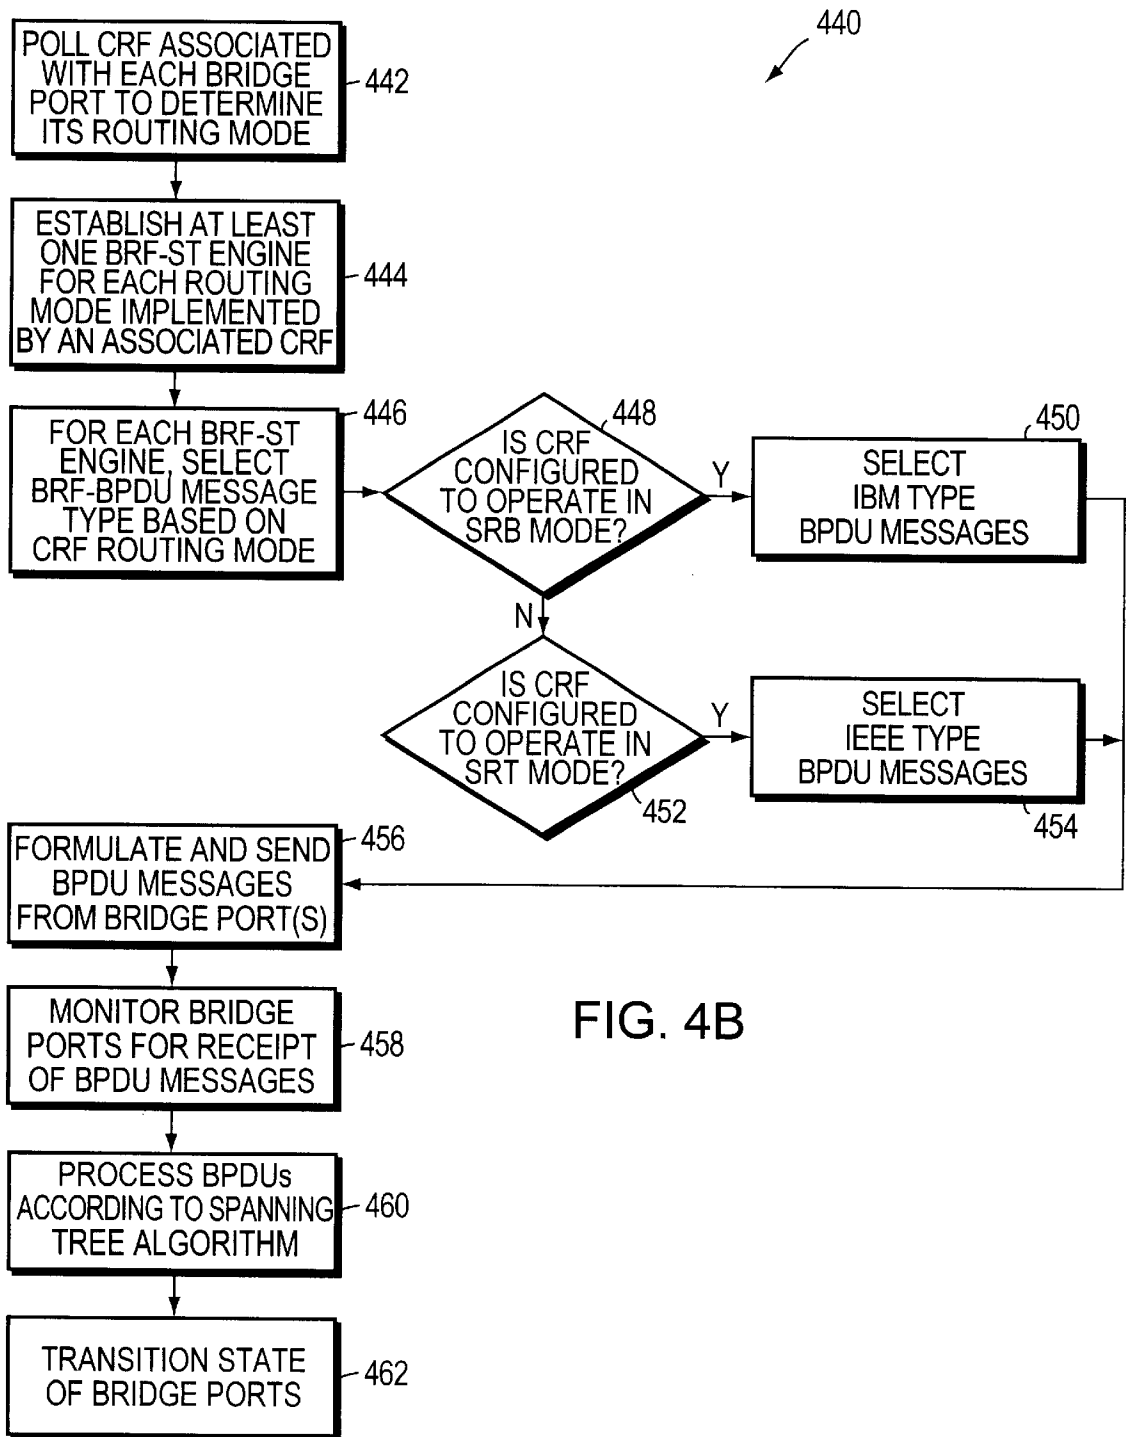 440
POLL CRF ASSOCIATED
WITH EACH BRIDGE
PORT TO DETERMINE
ITS ROUTING MODE
442
ESTABLISH AT LEAST
ONE BRF-ST ENGINE
FOR EACH ROUTING
MODE IMPLEMENTED
BY AN ASSOCIATED CRF
444
FOR EACH BRF-ST
ENGINE, SELECT
BRF-BPDU MESSAGE
TYPE BASED ON
CRF ROUTING MODE
446
IS CRF
CONFIGURED
TO OPERATE IN
SRB MODE?
448
Y
450
SELECT
IBM TYPE
BPDU MESSAGES
N
IS CRF
CONFIGURED
TO OPERATE IN
SRT MODE?
452
Y
SELECT
IEEE TYPE
BPDU MESSAGES
454
FORMULATE AND SEND
BPDU MESSAGES
FROM BRIDGE PORT(S)
456
MONITOR BRIDGE
PORTS FOR RECEIPT
OF BPDU MESSAGES
458
PROCESS BPDUs
ACCORDING TO SPANNING
TREE ALGORITHM
460
TRANSITION STATE
OF BRIDGE PORTS
462
FIG. 4B